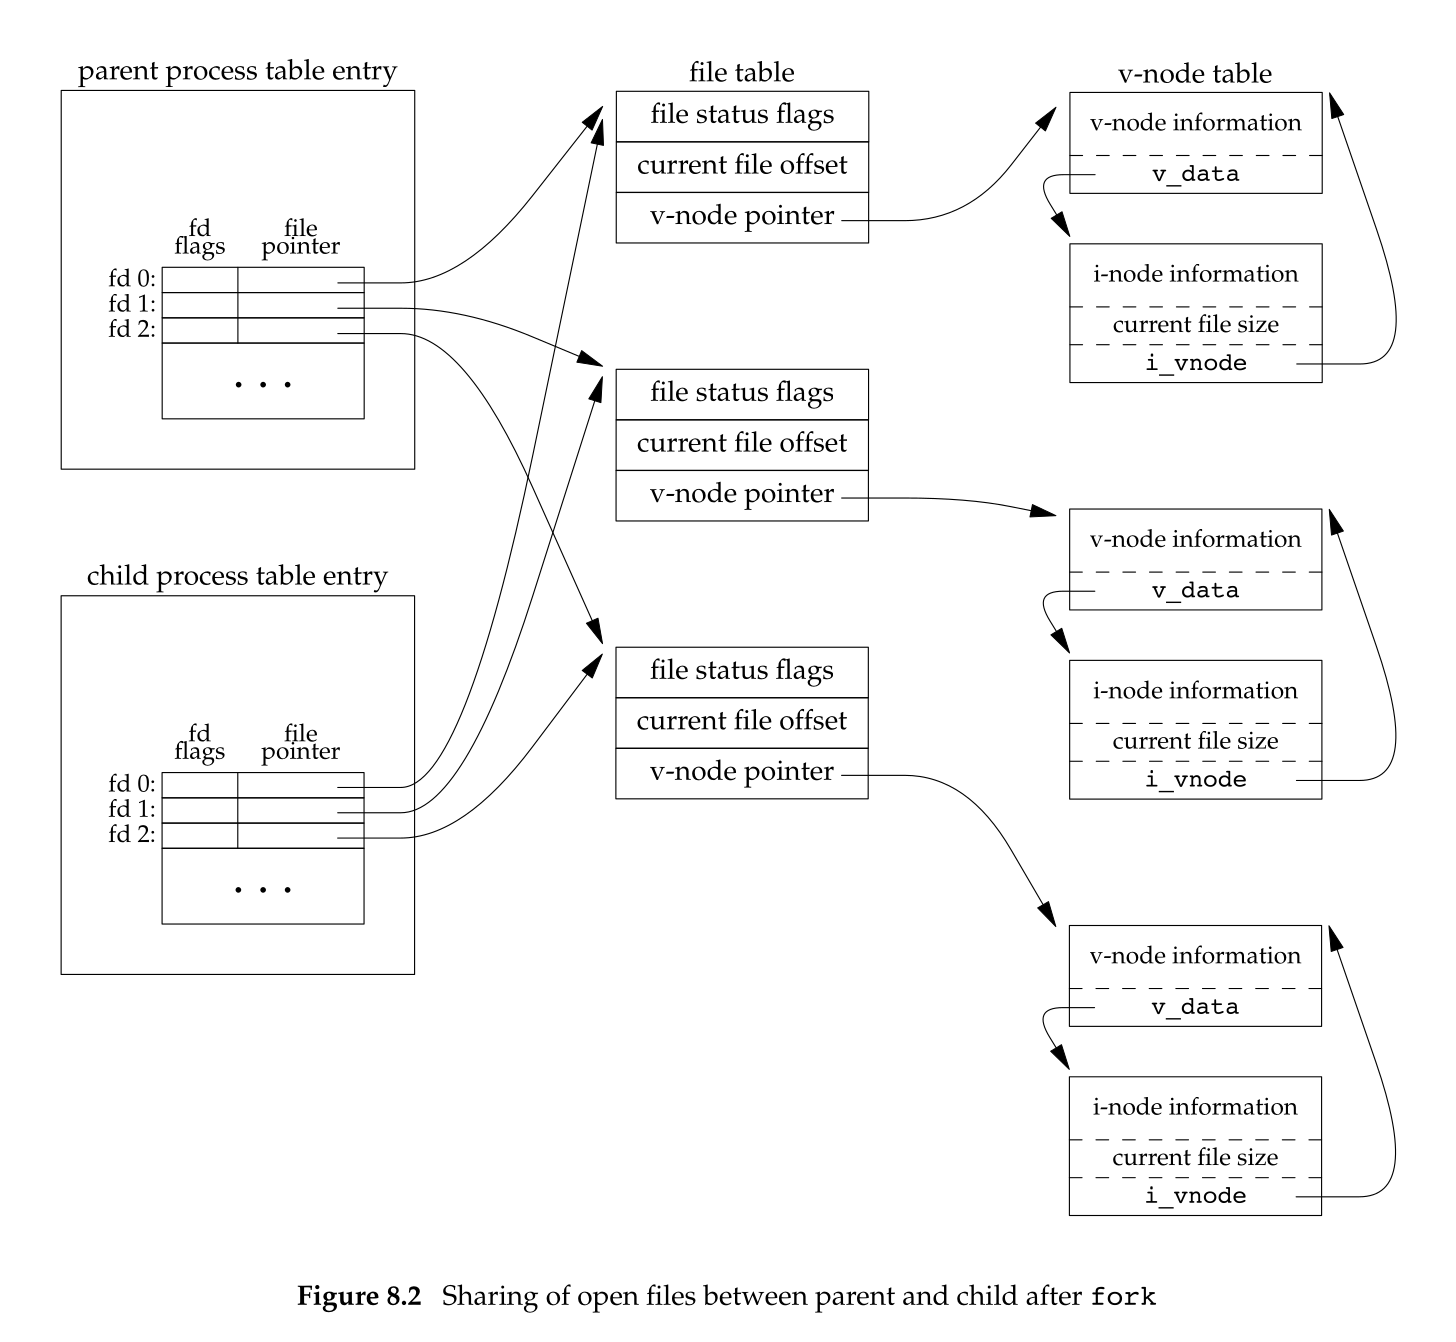 parent process table entry
fd
flags
file
pointer
fd 0:
fd 1:
fd 2:
. . .
child process table entry
fd
flags
file
pointer
fd 0:
fd 1:
fd 2:
. . .
file table
file status flags
current file offset
v-node pointer
file status flags
current file offset
v-node pointer
file status flags
current file offset
v-node pointer
v-node table
v-node information
v_data
i-node information
current file size
i_vnode
v-node information
v_data
i-node information
current file size
i_vnode
v-node information
v_data
i-node information
current file size
i_vnode
Figure 8.2 Sharing of open files between parent and child after fork